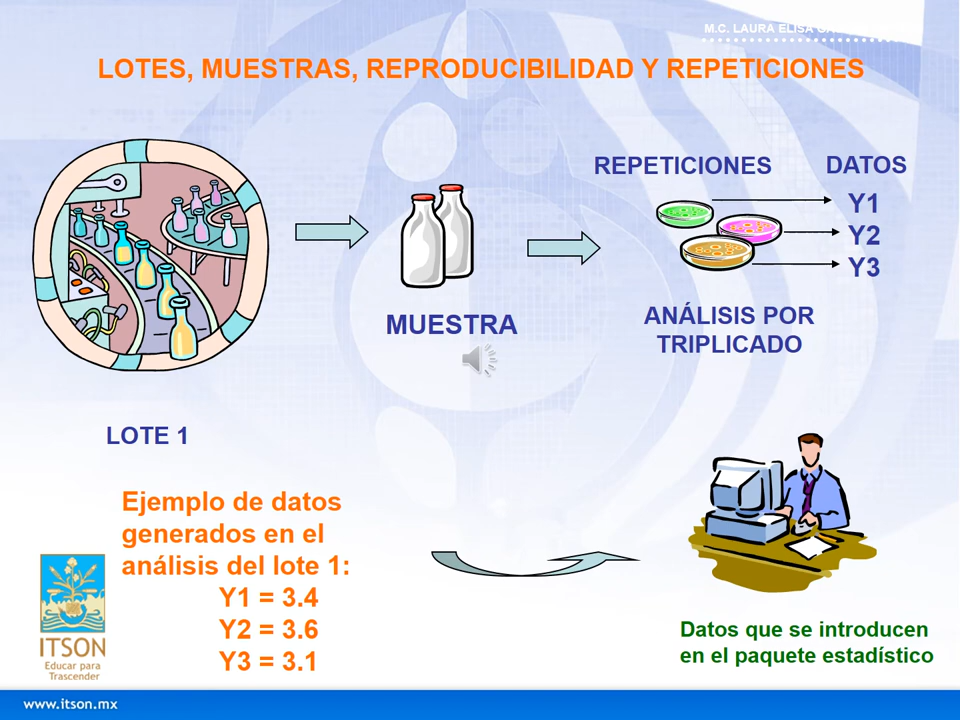 M.C. LAURA ELISA
LOTES, MUESTRAS, REPRODUCIBILIDAD Y REPETICIONES
REPETICIONES
DATOS
Y1
Y2
Y3
MUESTRA
ANÁLISIS POR
TRIPLICADO
LOTE 1
Ejemplo de datos
generados en el
análisis del lote 1:
Y1 = 3.4
Y2 = 3.6
Y3 = 3.1
ITSON
Educar para
Trascender
Datos que se introducen
en el paquete estadístico
www.itson.mx